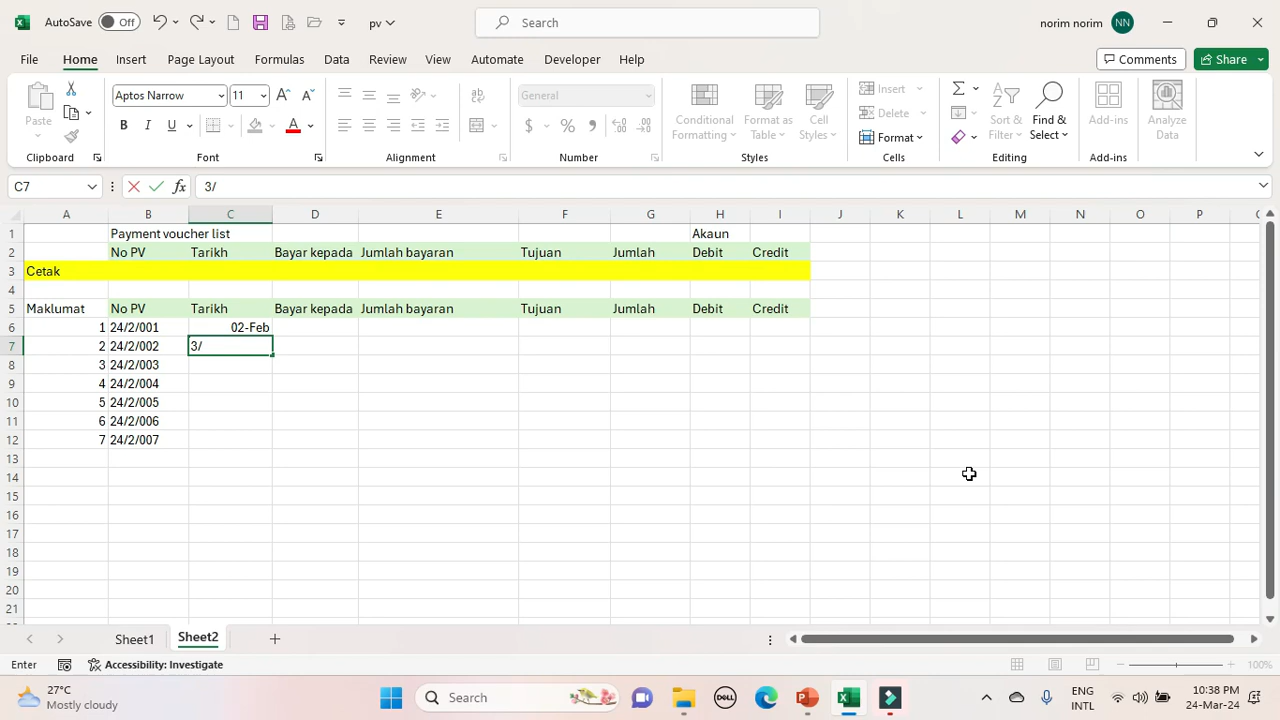 AutoSave Off pv Search norim norim NN
File Home Insert Page Layout Formulas Data Review View Automate Developer Help Comments Share
Paste Aptos Narrow 11 General Conditional Formatting Format as Table Cell Styles Insert Delete Format Sort & Filter Find & Select Add-ins Analyze Data
Clipboard Font Alignment Number Styles Cells Editing Add-ins
C7 3/
A B C D E F G H I J K L M N O P
1 Payment voucher list Akaun
2 No PV Tarikh Bayar kepada Jumlah bayaran Tujuan Jumlah Debit Credit
3 Cetak
4
5 Maklumat No PV Tarikh Bayar kepada Jumlah bayaran Tujuan Jumlah Debit Credit
6 1 24/2/001 02-Feb
7 2 24/2/002 3/
8 3 24/2/003
9 4 24/2/004
10 5 24/2/005
11 6 24/2/006
12 7 24/2/007
13
14
15
16
17
18
19
20
21
Sheet1 Sheet2
Enter Accessibility: Investigate 100%
27°C Mostly cloudy Search DELL ENG INTL 10:38 PM 24-Mar-24